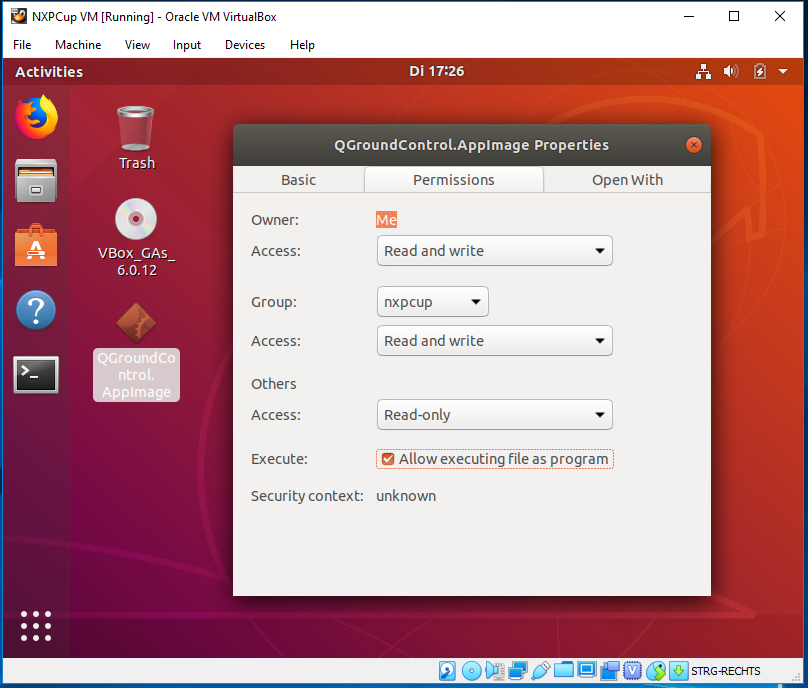 NXPCup VM [Running] - Oracle VM VirtualBox
File Machine View Input Devices Help
Activities
Di 17:26
Trash
VBox_GAs_
6.0.12
QGroundCo
ntrol.
AppImage
QGroundControl.AppImage Properties
Basic Permissions Open With
Owner: Me
Access: Read and write
Group: nxpcup
Access: Read and write
Others
Access: Read-only
Execute: Allow executing file as program
Security context: unknown
STRG-RECHTS